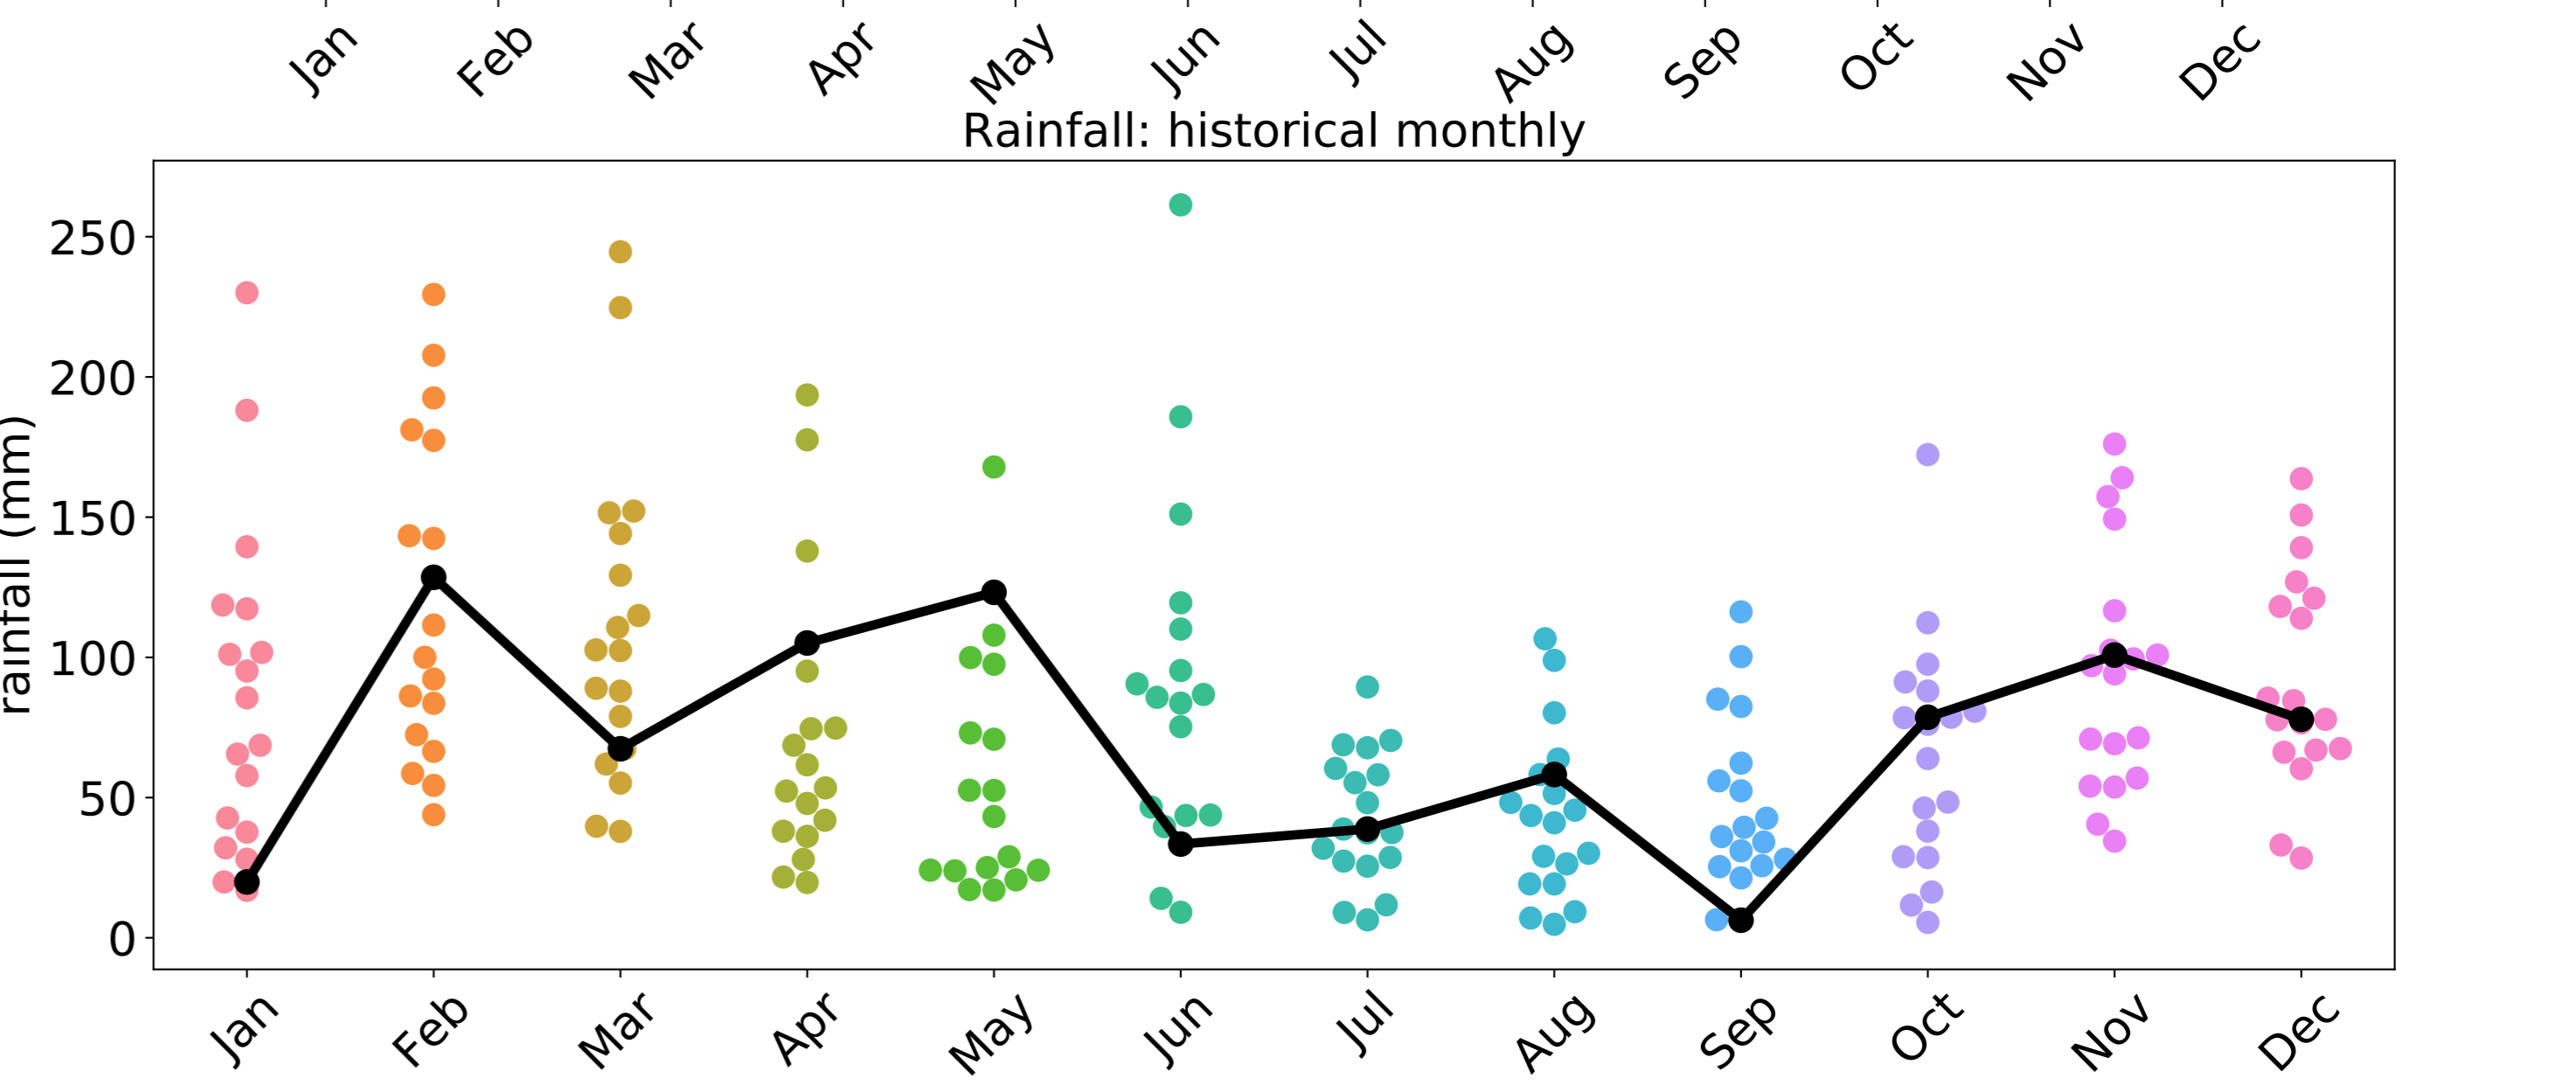 Jan Feb Mar Apr May Jun Jul Aug Sep Oct Nov Dec
Rainfall: historical monthly
rainfall (mm)
250
200
150
100
50
0
Jan Feb Mar Apr May Jun Jul Aug Sep Oct Nov Dec